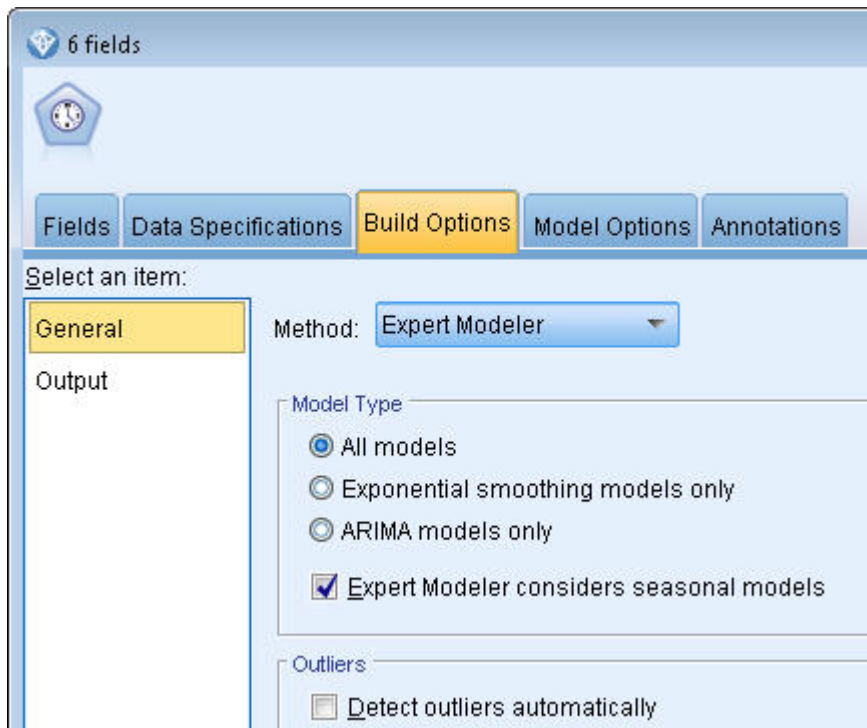 6 fields
Fields Data Specifications Build Options Model Options Annotations
Select an item:
General
Output
Method: Expert Modeler
Model Type
All models
Exponential smoothing models only
ARIMA models only
Expert Modeler considers seasonal models
Outliers
Detect outliers automatically